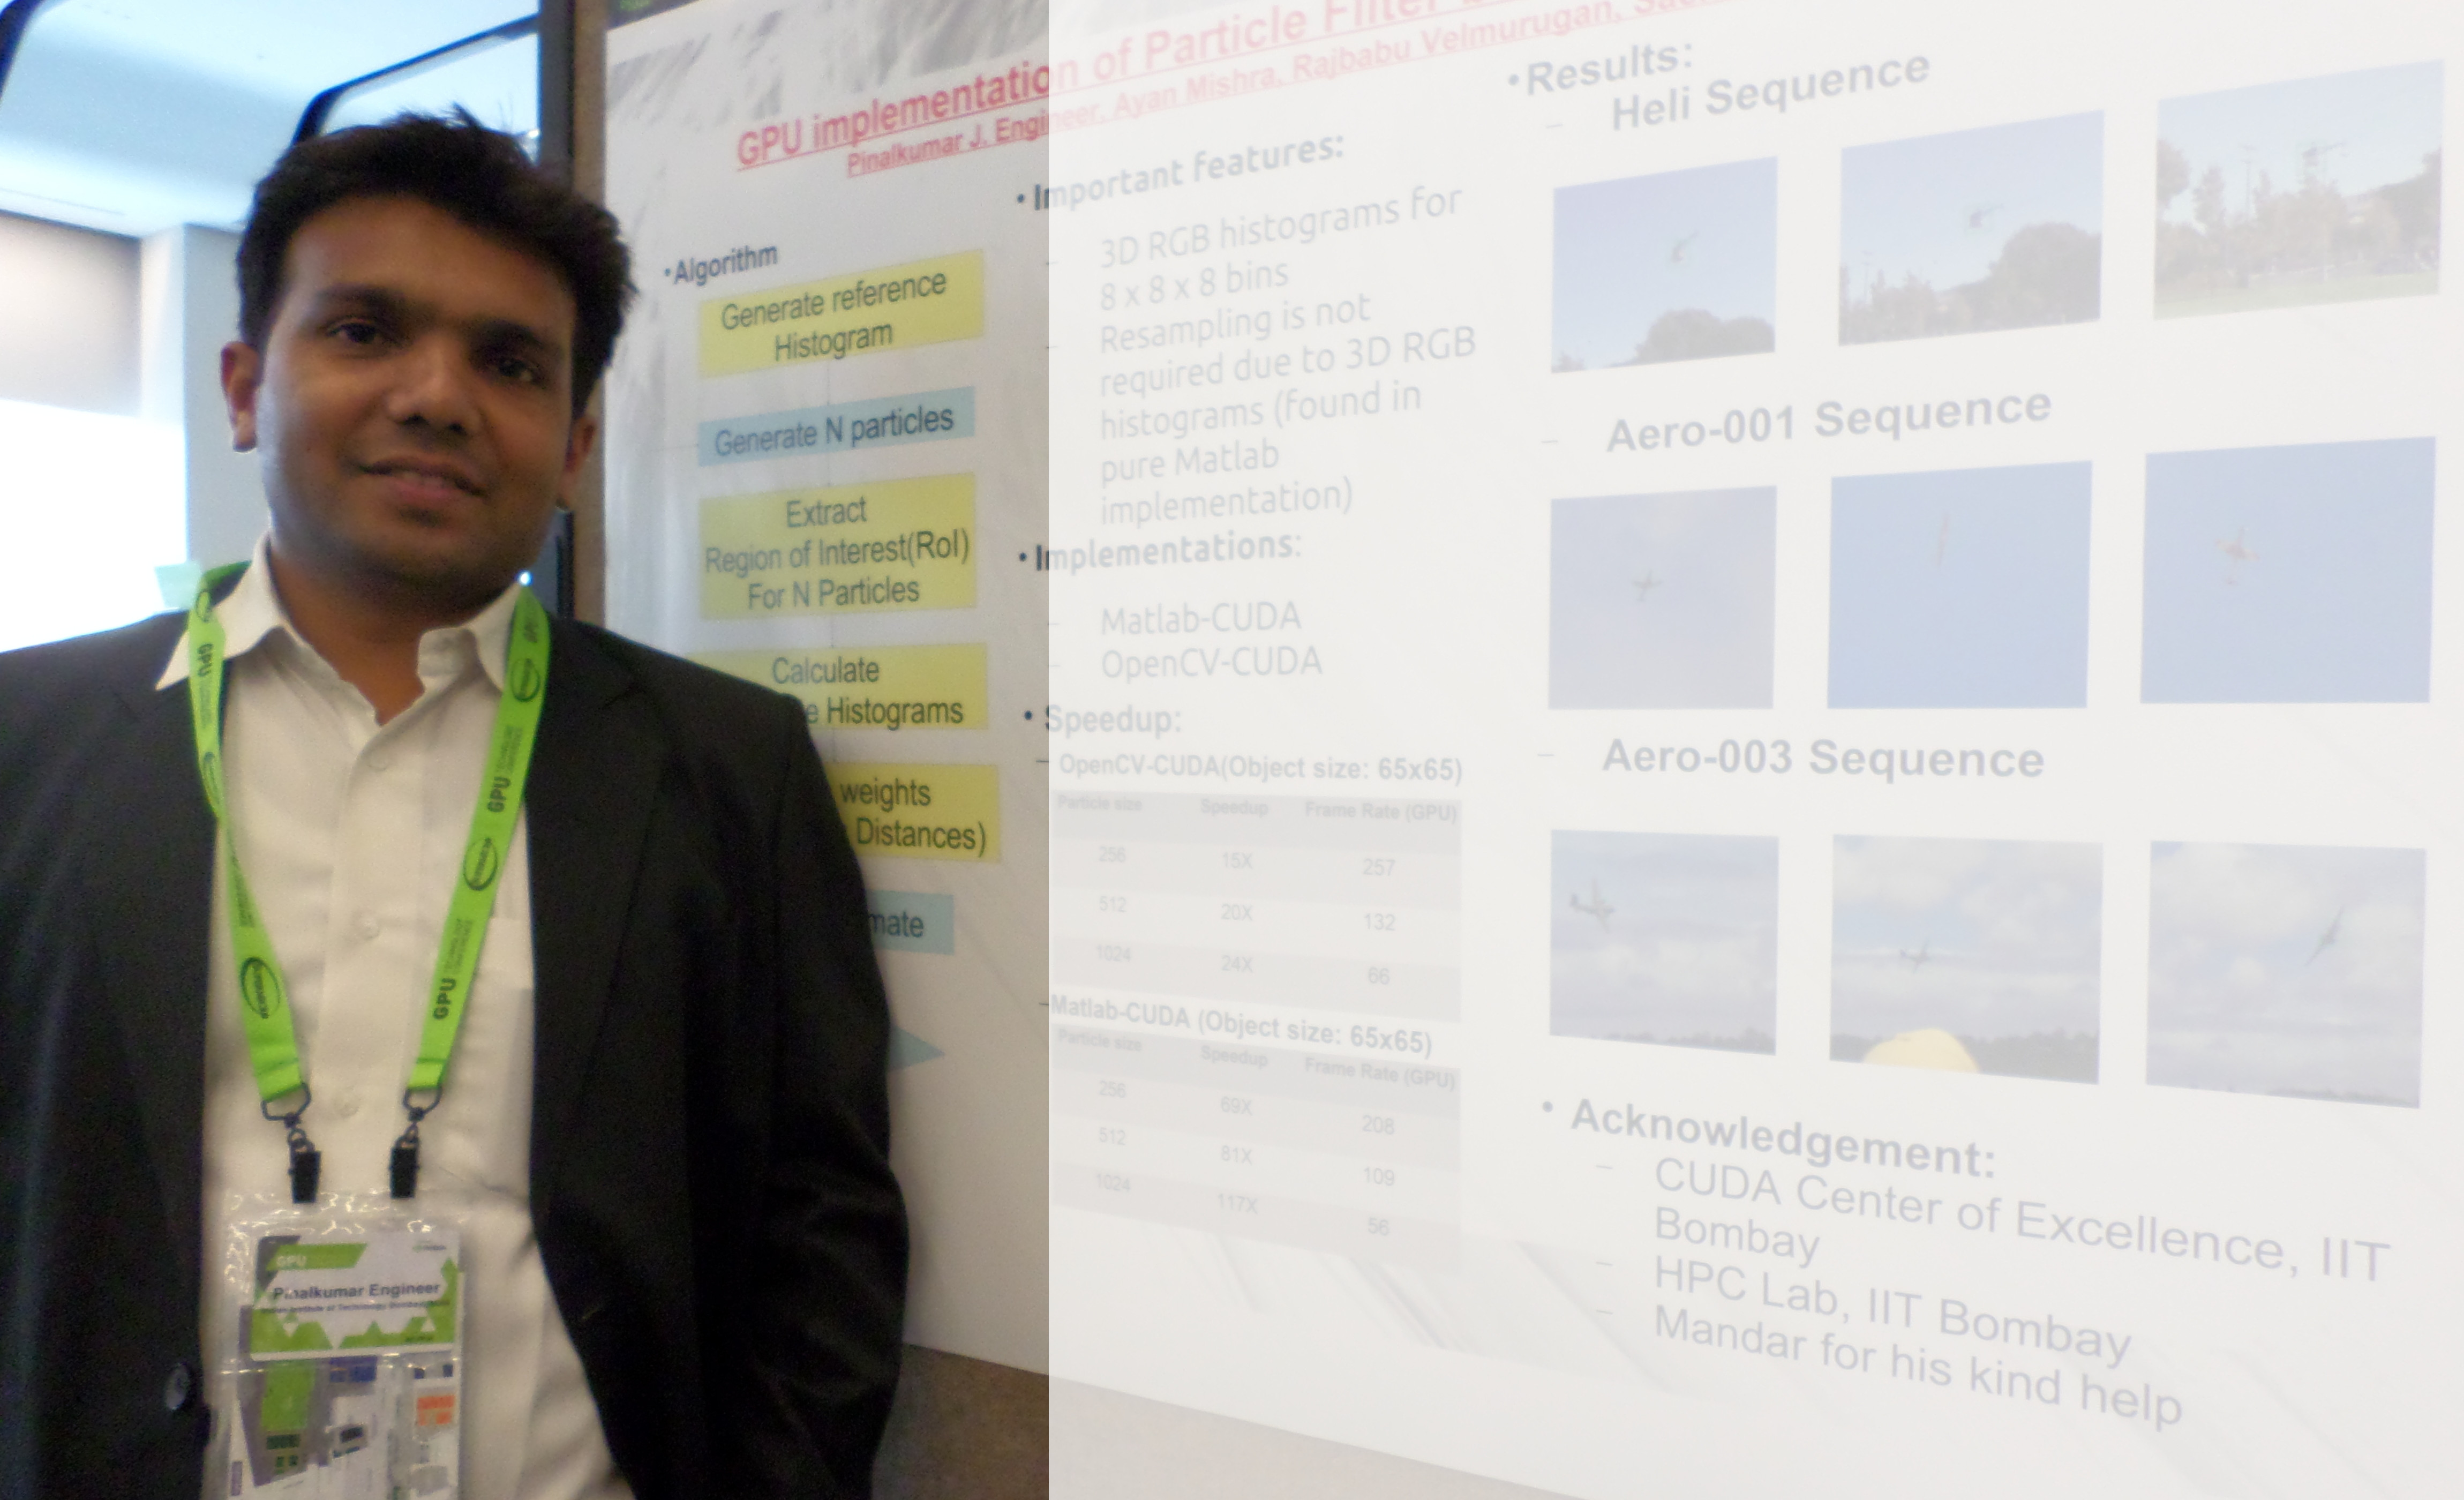 GPU implementation of Particle Filter
Pinalkumar J. Engineer, Ayan Mishra, Rajbabu Velmurugan,
•Algorithm
Generate reference
Histogram
Generate N particles
Extract
Region of Interest(RoI)
For N Particles
Calculate
Histograms
weights
Distances)
• Important features:
– 3D RGB histograms for
8 x 8 x 8 bins
– Resampling is not
required due to 3D RGB
histograms (found in
pure Matlab
implementation)
• Implementations:
– Matlab-CUDA
– OpenCV-CUDA
• Speedup:
– OpenCV-CUDA(Object size: 65x65)
Particle size Speedup Frame Rate (GPU)
256 15X 257
512 20X 132
1024 24X 66
– Matlab-CUDA (Object size: 65x65)
Particle size Speedup Frame Rate (GPU)
256 69X 208
512 81X 109
1024 117X 56
•Results:
– Heli Sequence
– Aero-001 Sequence
– Aero-003 Sequence
• Acknowledgement:
– CUDA Center of Excellence, IIT
Bombay
– HPC Lab, IIT Bombay
– Mandar for his kind help
GPU
GPU
GPU
GPU
Pinalkumar Engineer